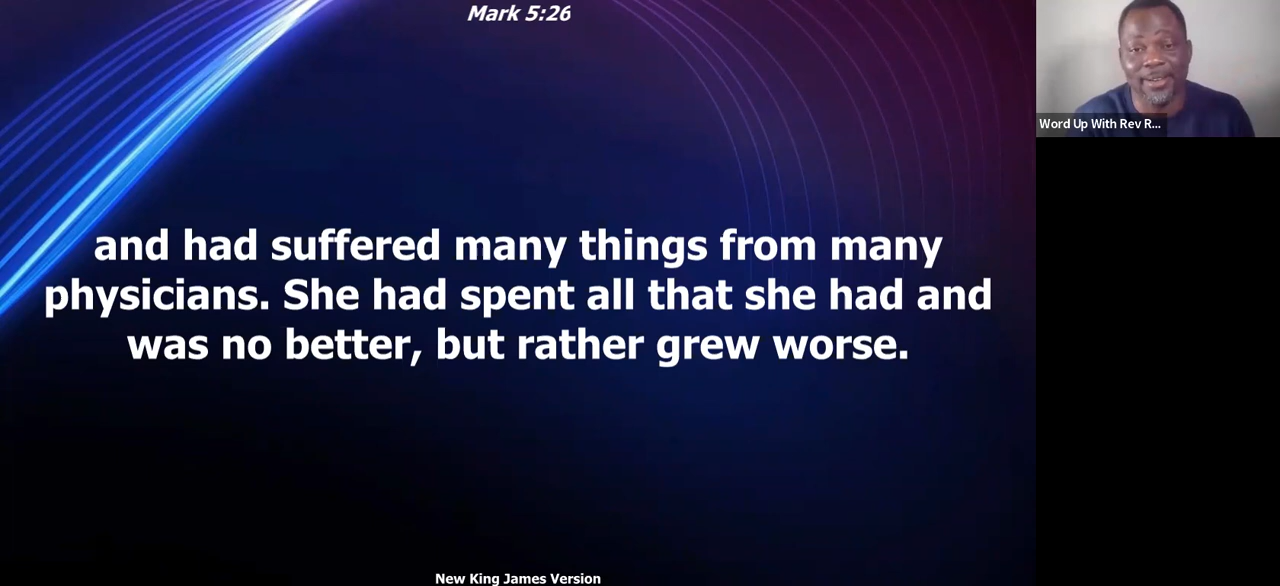 Mark 5:26
and had suffered many things from many
physicians. She had spent all that she had and
was no better, but rather grew worse.
New King James Version
Word Up With Rev R...